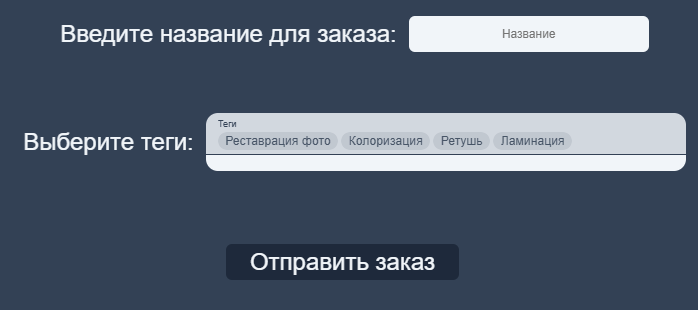 Введите название для заказа: Название
Теги
Выберите теги: Реставрация фото Колоризация Ретушь Ламинация
Отправить заказ